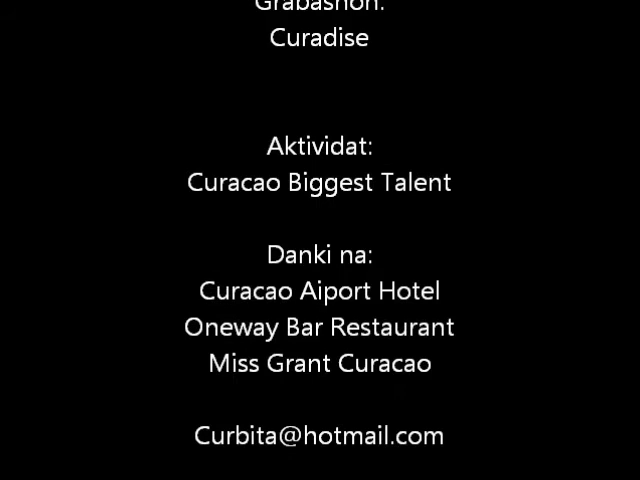 Grabashon:
Curadise
Aktividat:
Curacao Biggest Talent
Danki na:
Curacao Aiport Hotel
Oneway Bar Restaurant
Miss Grant Curacao
Curbita@hotmail.com